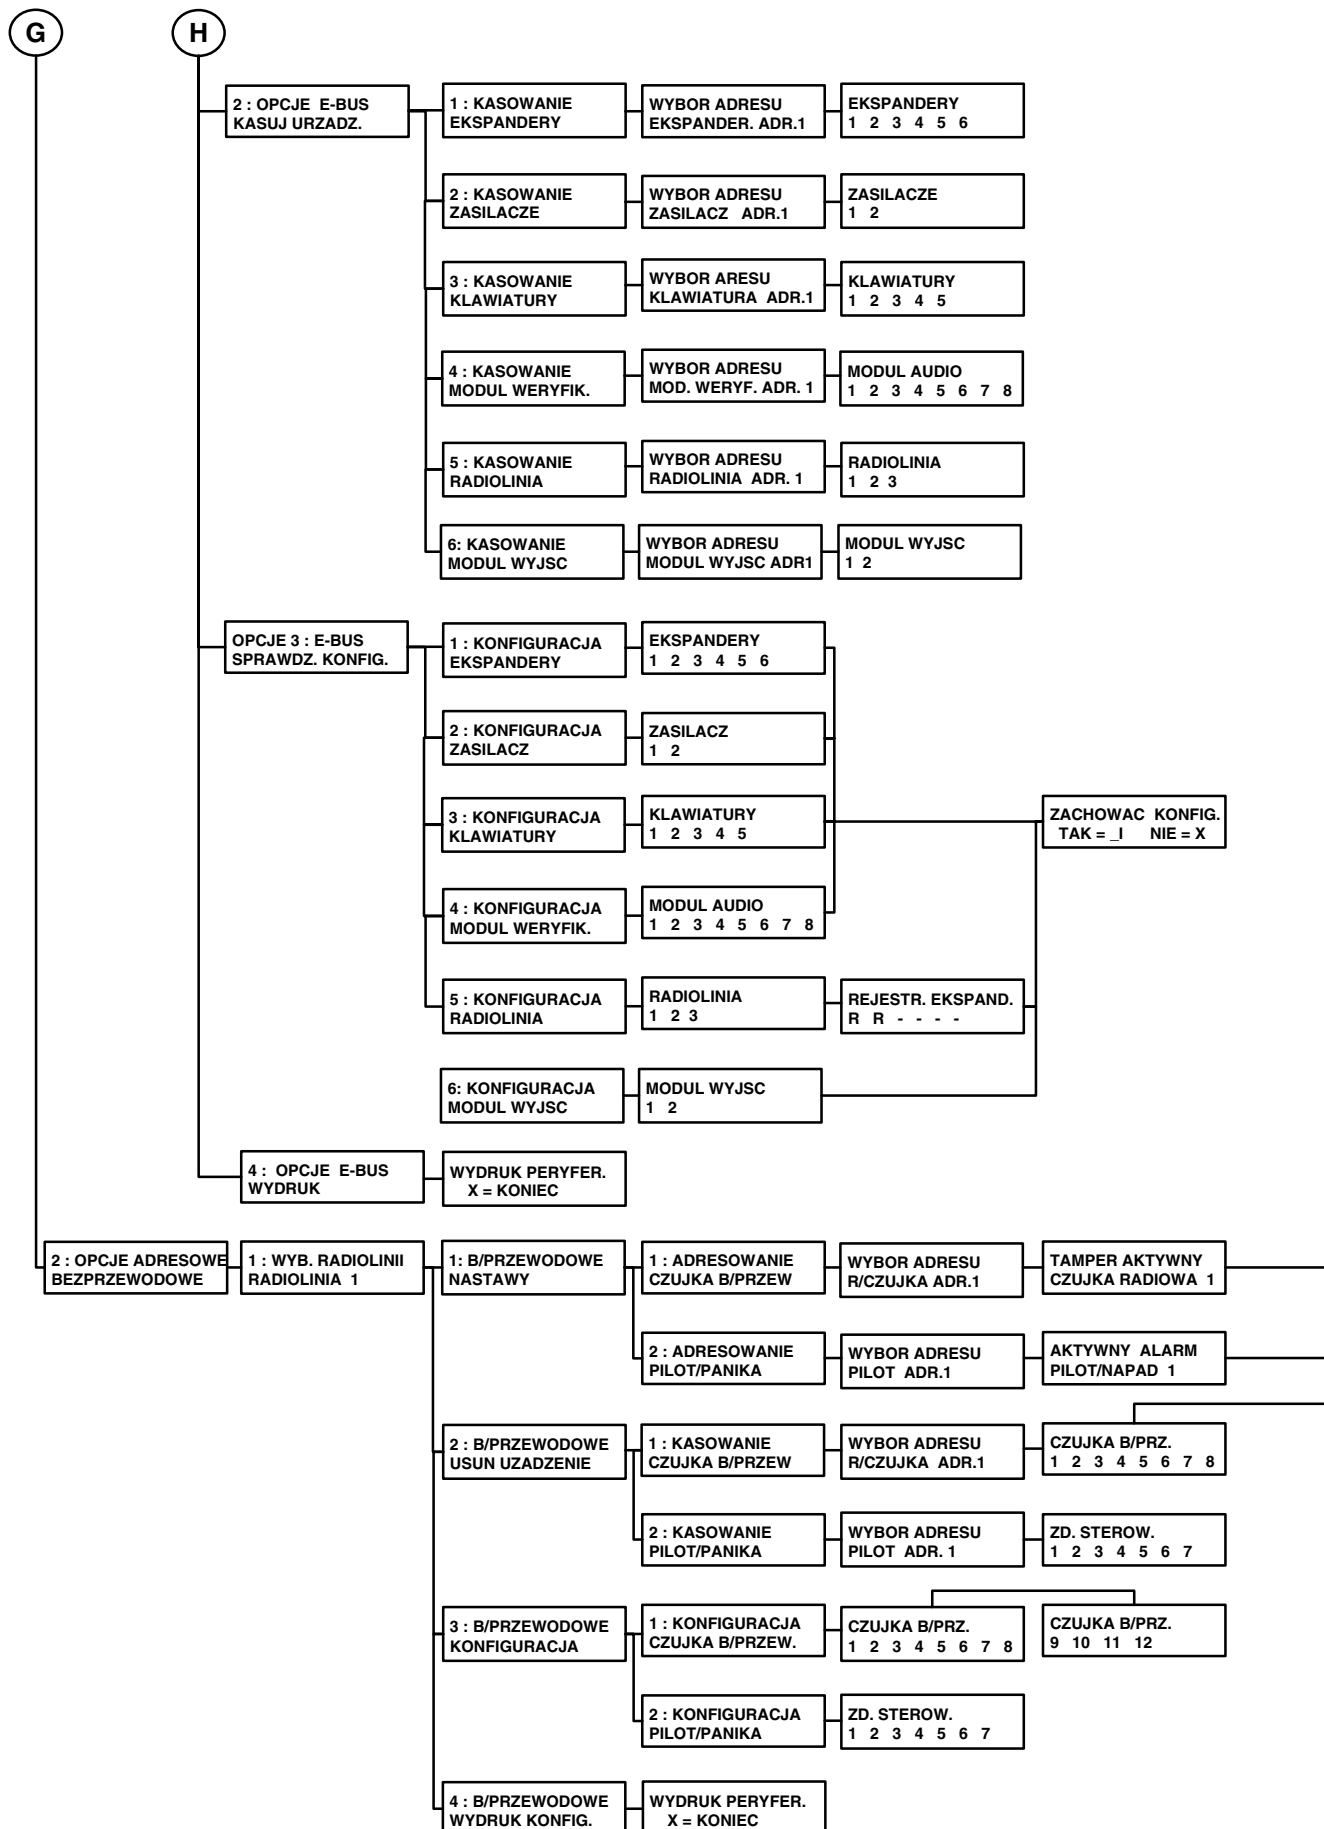 G
H
2 : OPCJE E-BUS
KASUJ URZADZ.
1 : KASOWANIE
EKSPANDERY
WYBOR ADRESU
EKSPANDER. ADR.1
EKSPANDERY
1 2 3 4 5 6
2 : KASOWANIE
ZASILACZE
WYBOR ADRESU
ZASILACZ ADR.1
ZASILACZE
1 2
3 : KASOWANIE
KLAWIATURY
WYBOR ARESU
KLAWIATURA ADR.1
KLAWIATURY
1 2 3 4 5
4 : KASOWANIE
MODUL WERYFIK.
WYBOR ADRESU
MOD. WERYF. ADR. 1
MODUL AUDIO
1 2 3 4 5 6 7 8
5 : KASOWANIE
RADIOLINIA
WYBOR ADRESU
RADIOLINIA ADR. 1
RADIOLINIA
1 2 3
6: KASOWANIE
MODUL WYJSC
WYBOR ADRESU
MODUL WYJSC ADR1
MODUL WYJSC
1 2
OPCJE 3 : E-BUS
SPRAWDZ. KONFIG.
1 : KONFIGURACJA
EKSPANDERY
EKSPANDERY
1 2 3 4 5 6
2 : KONFIGURACJA
ZASILACZ
ZASILACZ
1 2
3 : KONFIGURACJA
KLAWIATURY
KLAWIATURY
1 2 3 4 5
ZACHOWAC KONFIG.
TAK = _I NIE = X
4 : KONFIGURACJA
MODUL WERYFIK.
MODUL AUDIO
1 2 3 4 5 6 7 8
5 : KONFIGURACJA
RADIOLINIA
RADIOLINIA
1 2 3
REJESTR. EKSPAND.
R R - - - -
6: KONFIGURACJA
MODUL WYJSC
MODUL WYJSC
1 2
4 : OPCJE E-BUS
WYDRUK
WYDRUK PERYFER.
X = KONIEC
2 : OPCJE ADRESOWE
BEZPRZEWODOWE
1 : WYB. RADIOLINII
RADIOLINIA 1
1: B/PRZEWODOWE
NASTAWY
1 : ADRESOWANIE
CZUJKA B/PRZEW
WYBOR ADRESU
R/CZUJKA ADR.1
TAMPER AKTYWNY
CZUJKA RADIOWA 1
2 : ADRESOWANIE
PILOT/PANIKA
WYBOR ADRESU
PILOT ADR.1
AKTYWNY ALARM
PILOT/NAPAD 1
2 : B/PRZEWODOWE
USUN UZADZENIE
1 : KASOWANIE
CZUJKA B/PRZEW
WYBOR ADRESU
R/CZUJKA ADR.1
CZUJKA B/PRZ.
1 2 3 4 5 6 7 8
2 : KASOWANIE
PILOT/PANIKA
WYBOR ADRESU
PILOT ADR. 1
ZD. STEROW.
1 2 3 4 5 6 7
3 : B/PRZEWODOWE
KONFIGURACJA
1 : KONFIGURACJA
CZUJKA B/PRZEW.
CZUJKA B/PRZ.
1 2 3 4 5 6 7 8
CZUJKA B/PRZ.
9 10 11 12
2 : KONFIGURACJA
PILOT/PANIKA
ZD. STEROW.
1 2 3 4 5 6 7
4 : B/PRZEWODOWE
WYDRUK KONFIG.
WYDRUK PERYFER.
X = KONIEC